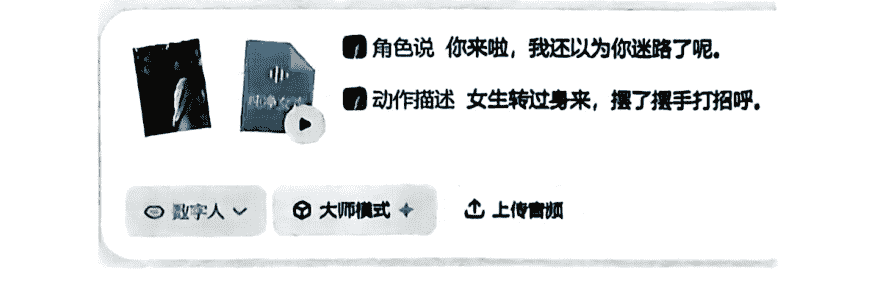 角色说 你来啦，我还以为你迷路了呢。
动作描述 女生转过身来，摆了摆手打招呼。
数字人
大师模式
上传音频